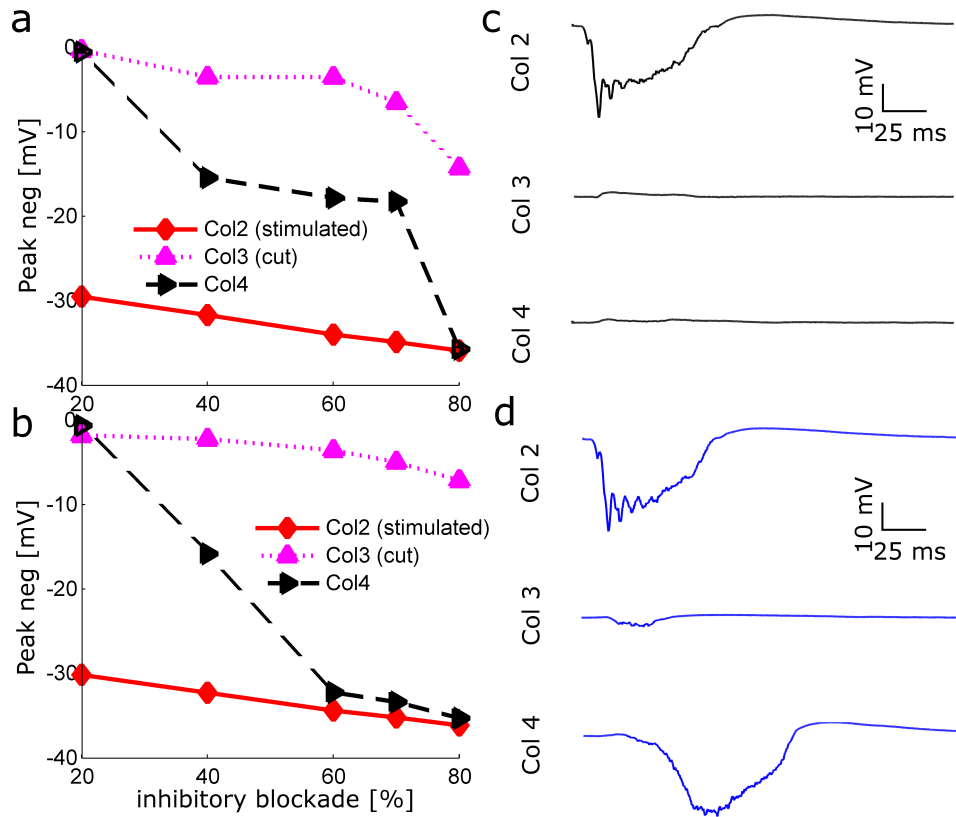 a
0
-10
-20
-30
-40
Peak neg [mV]
Col2 (stimulated)
Col3 (cut)
Col4
20
40
60
80
b
0
-10
-20
-30
-40
Peak neg [mV]
Col2 (stimulated)
Col3 (cut)
Col4
20
40
60
80
inhibitory blockade [%]
c
Col 2
10 mV
25 ms
Col 3
Col 4
d
Col 2
10 mV
25 ms
Col 3
Col 4